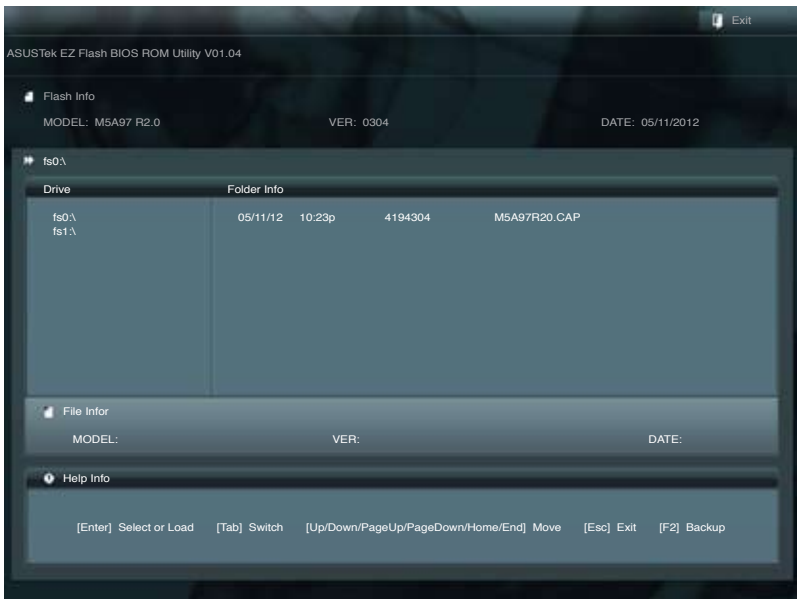 Exit
ASUSTek EZ Flash BIOS ROM Utility V01.04
Flash Info
MODEL: M5A97 R2.0 VER: 0304 DATE: 05/11/2012
fs0:\
Drive Folder Info
fs0:\ 05/11/12 10:23p 4194304 M5A97R20.CAP
fs1:\
File Infor
MODEL: VER: DATE:
Help Info
[Enter] Select or Load [Tab] Switch [Up/Down/PageUp/PageDown/Home/End] Move [Esc] Exit [F2] Backup